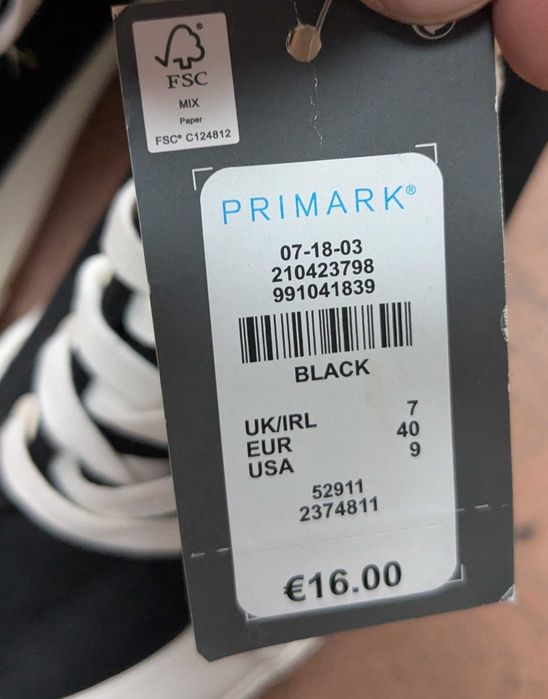 FSC
MIX
Paper
FSC® C124812
PRIMARK®
07-18-03
210423798
991041839
BLACK
UK/IRL 7
EUR 40
USA 9
52911
2374811
€16.00